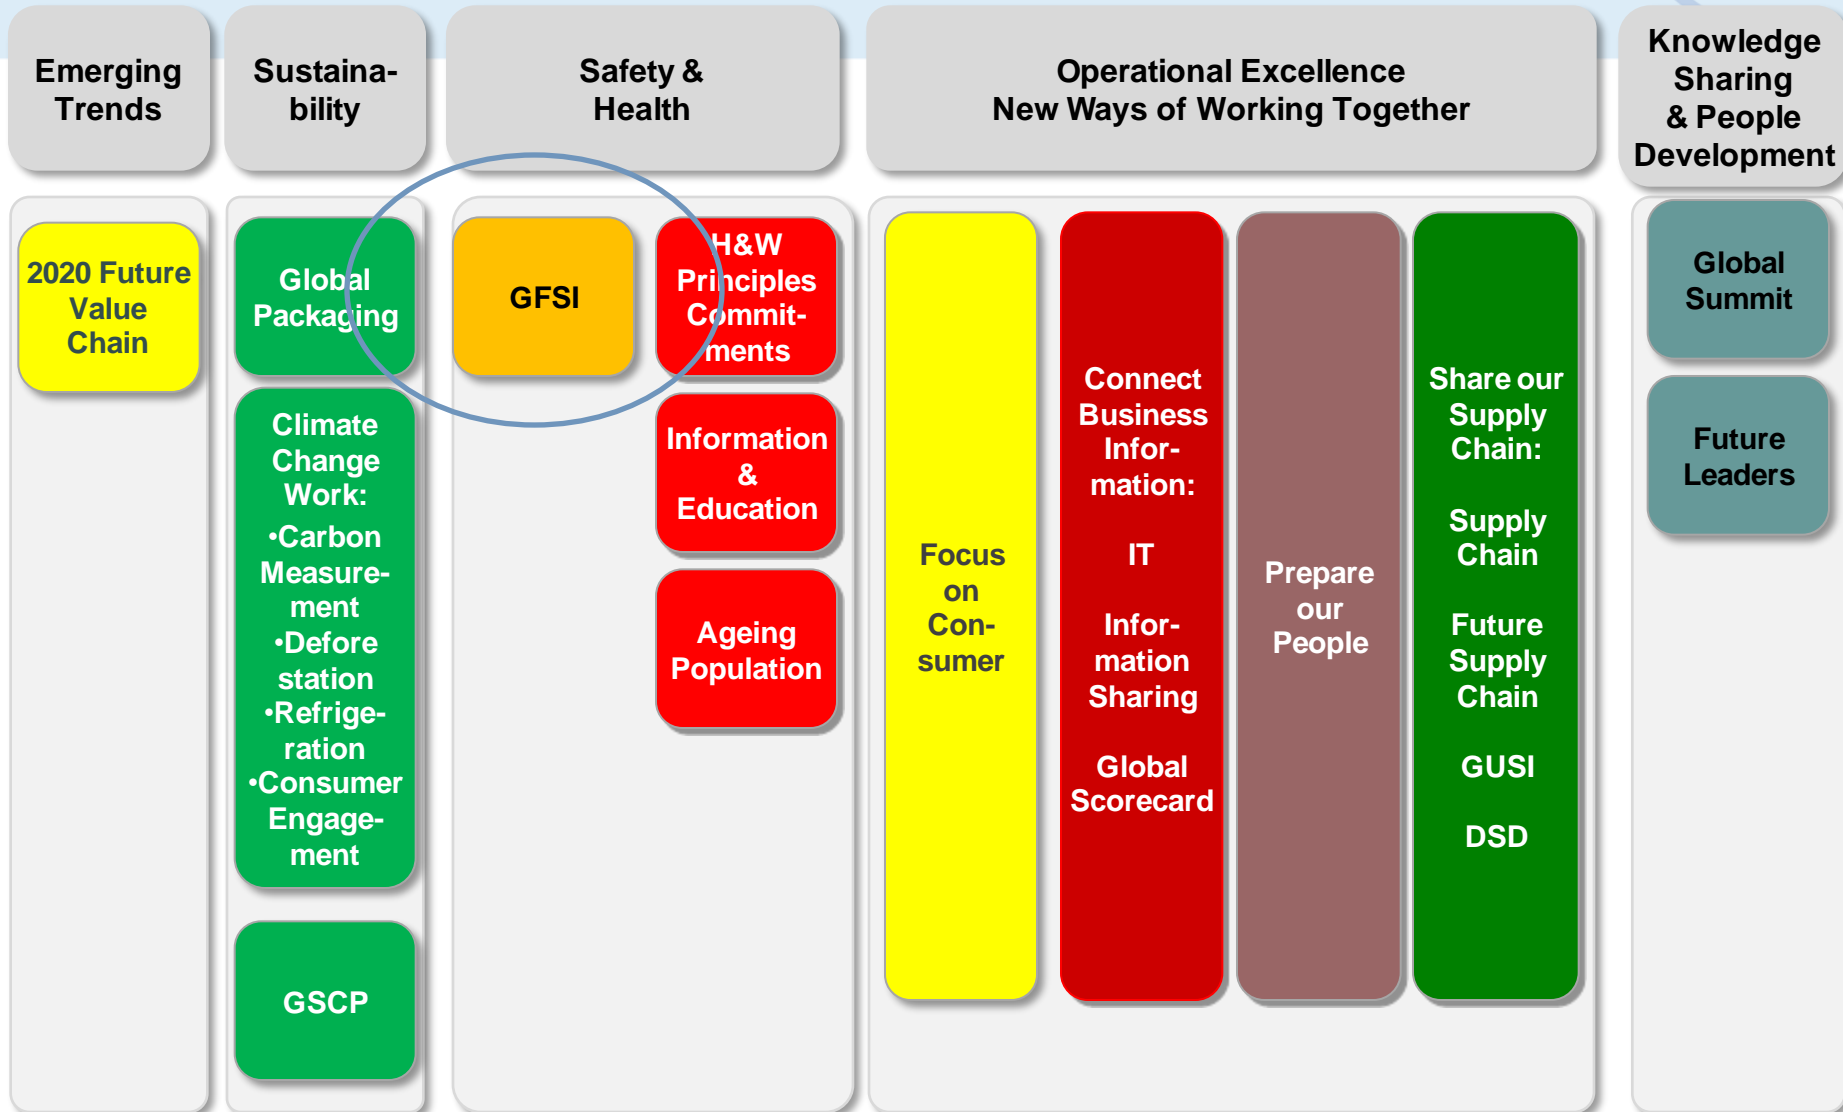 Emerging
Trends
Sustaina-
bility
Safety &
Health
Operational Excellence
New Ways of Working Together
Knowledge
Sharing
& People
Development
2020 Future
Value
Chain
Global
Packaging
Climate
Change
Work:
•Carbon
Measure-
ment
•Defore
station
•Refrige-
ration
•Consumer
Engage-
ment
GSCP
GFSI
H&W
Principles
Commit-
ments
Information
&
Education
Ageing
Population
Focus
on
Con-
sumer
Connect
Business
Infor-
mation:
IT
Infor-
mation
Sharing
Global
Scorecard
Prepare
our
People
Share our
Supply
Chain:
Supply
Chain
Future
Supply
Chain
GUSI
DSD
Global
Summit
Future
Leaders